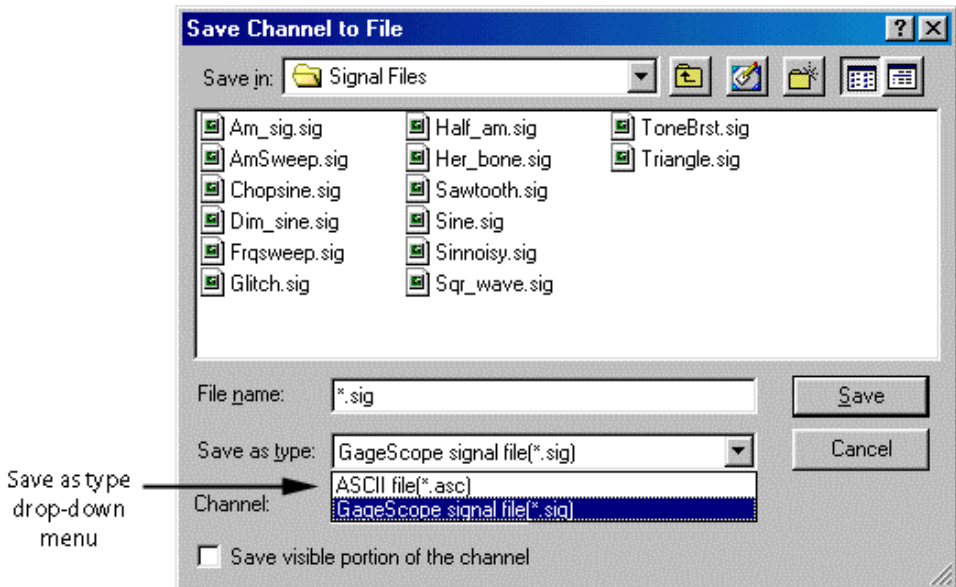 Save Channel to File
Save in: Signal Files
Am_sig.sig Half_am.sig ToneBrst.sig
AmSweep.sig Her_bone.sig Triangle.sig
Chopsine.sig Sawtooth.sig
Dim_sine.sig Sine.sig
Frqsweep.sig Sinnoisy.sig
Glitch.sig Sqr_wave.sig
File name: *.sig Save
Save as type: GageScope signal file(*.sig) Cancel
ASCII file(*.asc)
Channel: GageScope signal file(*.sig)
Save visible portion of the channel
Save as type
drop-down
menu